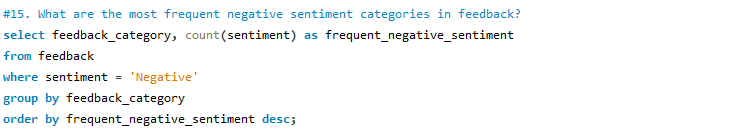 #15. What are the most frequent negative sentiment categories in feedback?
select feedback_category, count(sentiment) as frequent_negative_sentiment
from feedback
where sentiment = 'Negative'
group by feedback_category
order by frequent_negative_sentiment desc;